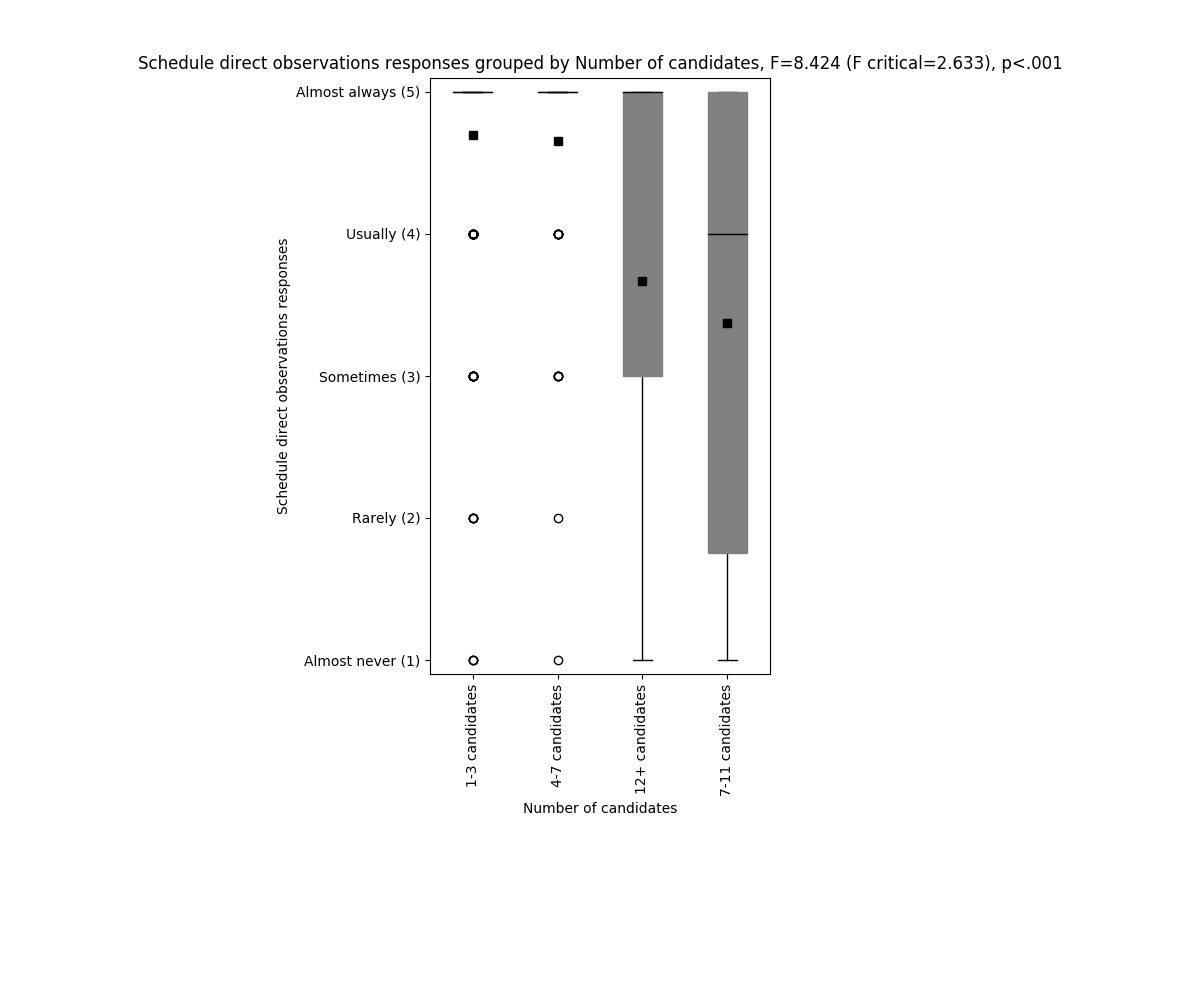 Schedule direct observations responses grouped by Number of candidates, F=8.424 (F critical=2.633), p<.001
Almost always (5)
Usually (4)
Sometimes (3)
Rarely (2)
Almost never (1)
Schedule direct observations responses
1-3 candidates
4-7 candidates
12+ candidates
7-11 candidates
Number of candidates